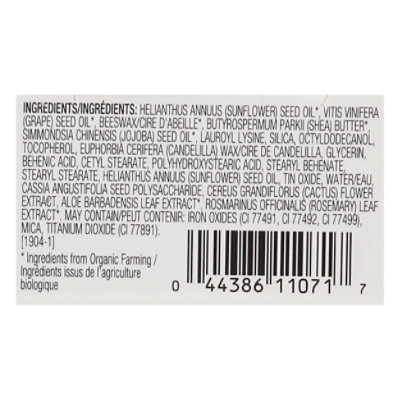 INGREDIENTS/INGRÉDIENTS: HELIANTHUS ANNUUS (SUNFLOWER) SEED OIL*, VITIS VINIFERA
(GRAPE) SEED OIL*, BEESWAX/CIRE D'ABEILLE*, BUTYROSPERMUM PARKII (SHEA) BUTTER*
SIMMONDSIA CHINENSIS (JOJOBA) SEED OIL*, LAUROYL LYSINE, SILICA, OCTYLDODECANOL,
TOCOPHEROL, EUPHORBIA CERIFERA (CANDELILLA) WAX/CIRE DE CANDELILLA, GLYCERIN,
BEHENIC ACID, CETYL STEARATE, POLYHYDROXYSTEARIC ACID, STEARYL BEHENATE,
STEARYL STEARATE, HELIANTHUS ANNUUS (SUNFLOWER) SEED OIL, TIN OXIDE, WATER/EAU,
CASSIA ANGUSTIFOLIA SEED POLYSACCHARIDE, CEREUS GRANDIFLORUS (CACTUS) FLOWER
EXTRACT, ALOE BARBADENSIS LEAF EXTRACT*, ROSMARINUS OFFICINALIS (ROSEMARY) LEAF
EXTRACT*. MAY CONTAIN/PEUT CONTENIR: IRON OXIDES (CI 77491, CI 77492, CI 77499),
MICA, TITANIUM DIOXIDE (CI 77891).
[1904-1]
* Ingredients from Organic Farming /
Ingrédients issus de l'agriculture
biologique
0 44386 11071 7